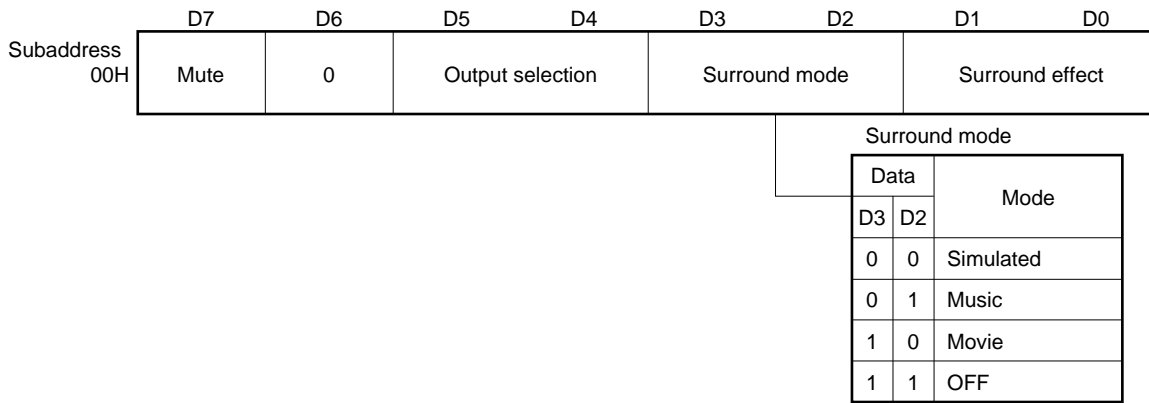 D7 D6 D5 D4 D3 D2 D1 D0
Subaddress
00H Mute 0 Output selection Surround mode Surround effect
Surround mode
Data Mode
D3 D2
0 0 Simulated
0 1 Music
1 0 Movie
1 1 OFF